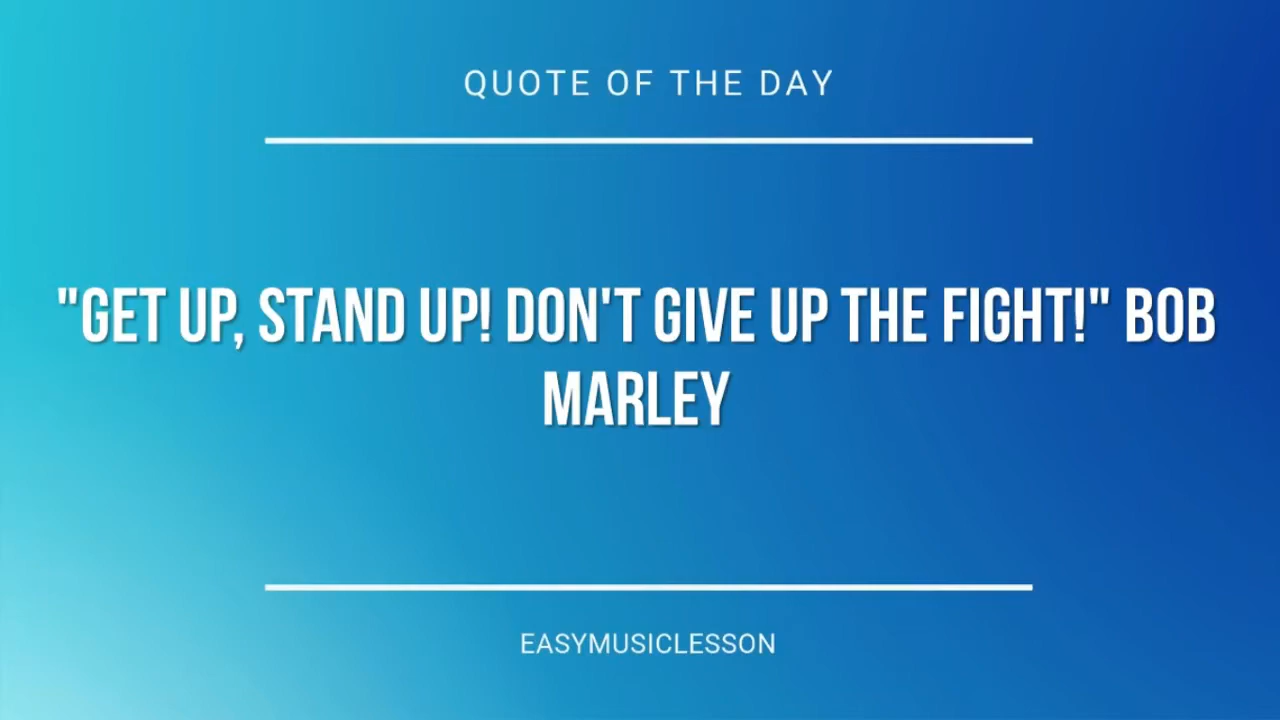 QUOTE OF THE DAY
"GET UP, STAND UP! DON'T GIVE UP THE FIGHT!" BOB
MARLEY
EASYMUSICLESSON